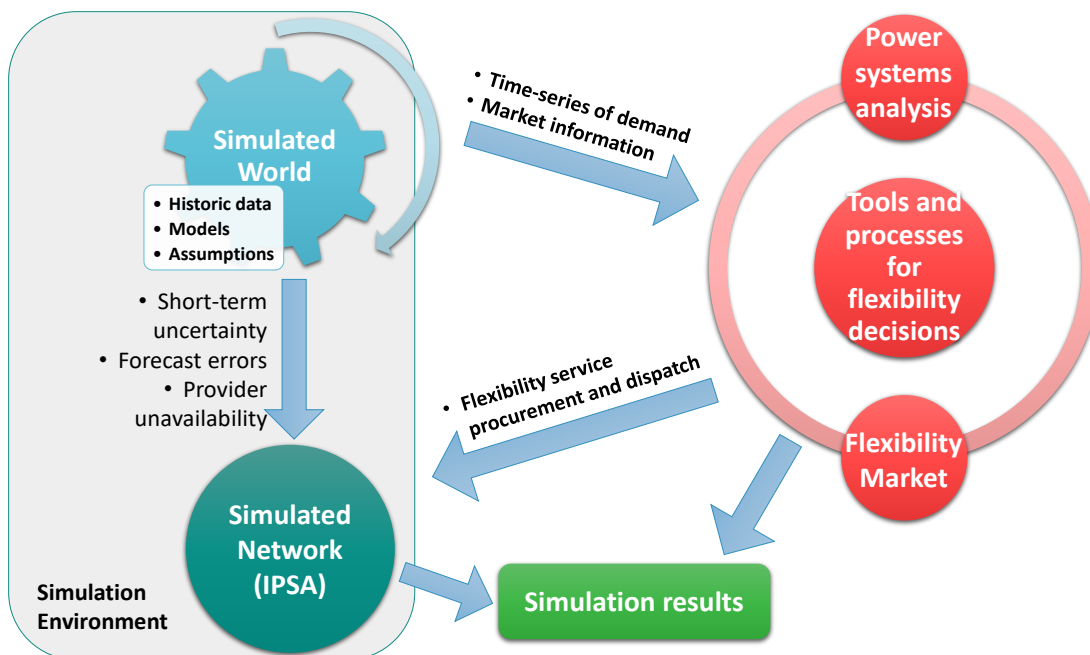 Simulated
World
• Historic data
• Models
• Assumptions
• Short-term
uncertainty
• Forecast errors
• Provider
unavailability
Simulated
Network
(IPSA)
Simulation
Environment
• Time-series of demand
• Market information
• Flexibility service
procurement and dispatch
Power
systems
analysis
Tools and
processes
for
flexibility
decisions
Flexibility
Market
Simulation results